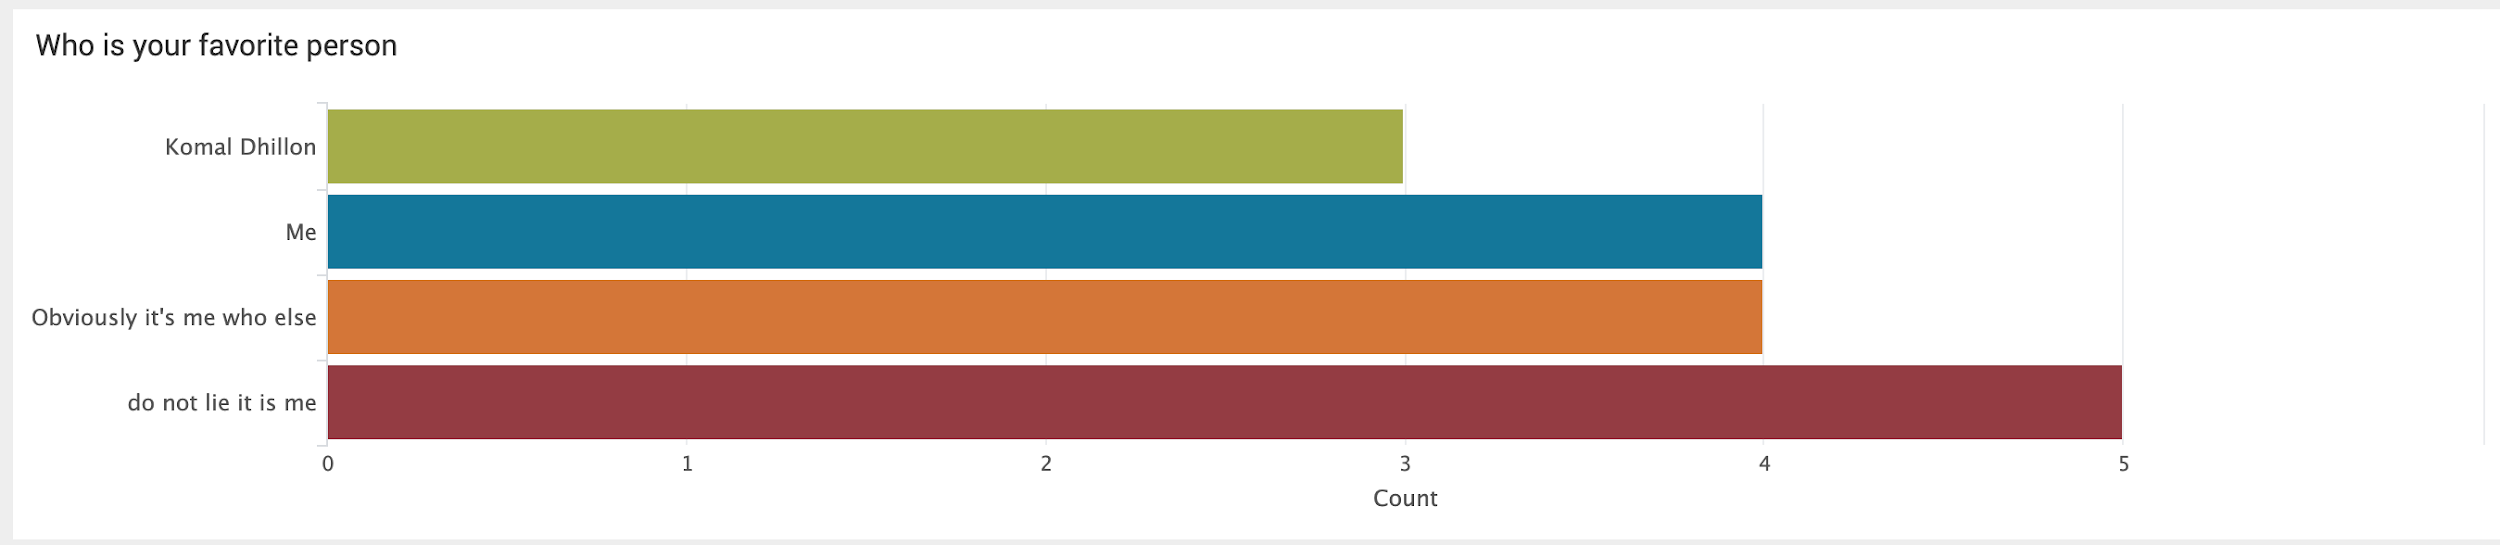 Who is your favorite person
Komal Dhillon
Me
Obviously it's me who else
do not lie it is me
0 1 2 3 4 5
Count